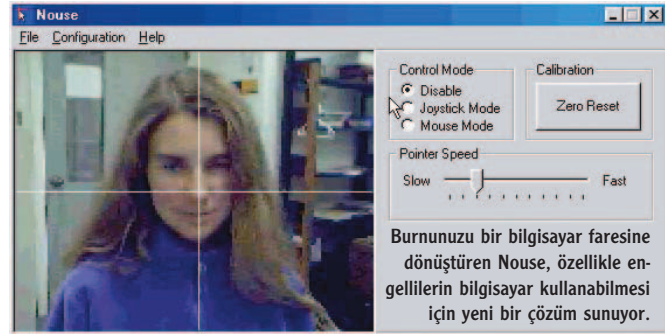 Nouse
File Configuration Help
Control Mode
Disable
Joystick Mode
Mouse Mode
Calibration
Zero Reset
Pointer Speed
Slow Fast
Burnunuzu bir bilgisayar faresine
dönüştüren Nouse, özellikle en-
gellilerin bilgisayar kullanabilmesi
için yeni bir çözüm sunuyor.